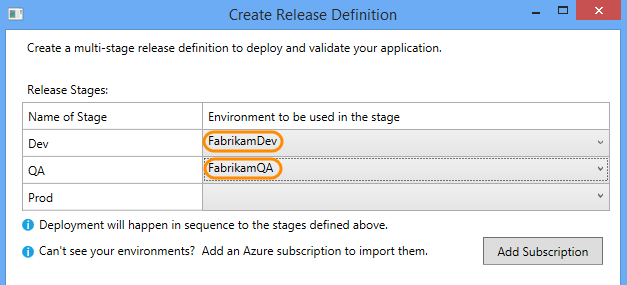 Create Release Definition
Create a multi-stage release definition to deploy and validate your application.
Release Stages:
Name of Stage Environment to be used in the stage
Dev FabrikamDev
QA FabrikamQA
Prod
Deployment will happen in sequence to the stages defined above.
Can't see your environments? Add an Azure subscription to import them. Add Subscription